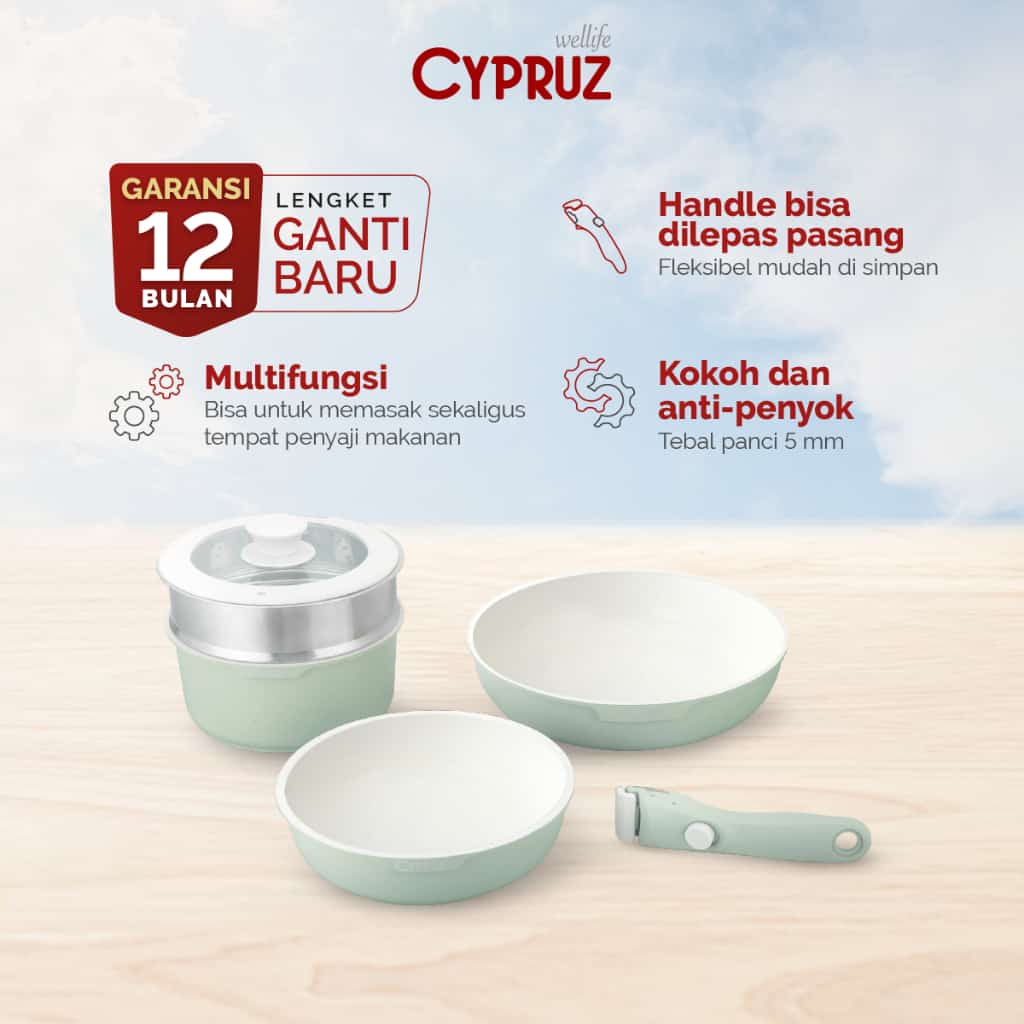 wellife
CYPRUZ
GARANSI
12
BULAN
LENGKET
GANTI
BARU
Handle bisa
dilepas pasang
Fleksibel mudah di simpan
Multifungsi
Bisa untuk memasak sekaligus
tempat penyaji makanan
Kokoh dan
anti-penyok
Tebal panci 5 mm